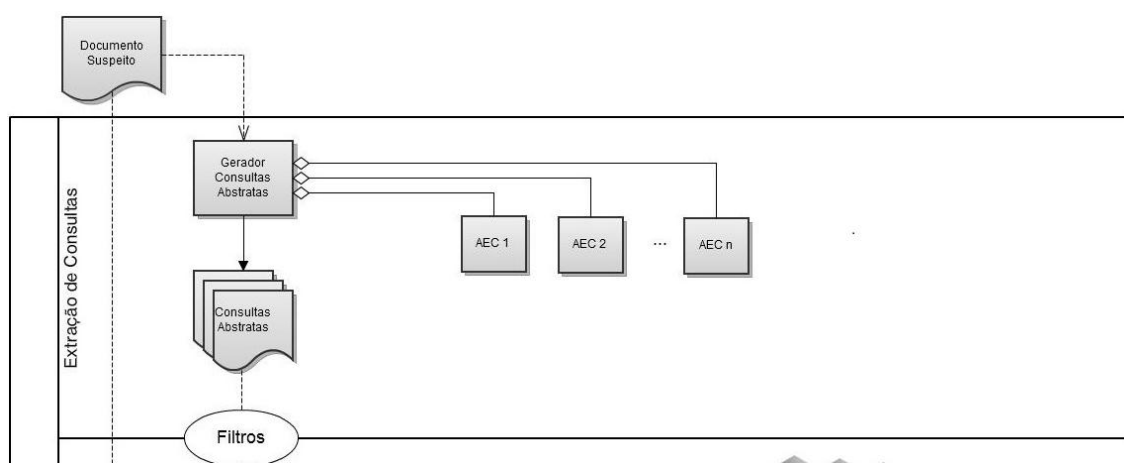 Documento
Suspeito
Extração de Consultas
Gerador
Consultas
Abstratas
AEC 1
AEC 2
...
AEC n
Consultas
Abstratas
Filtros